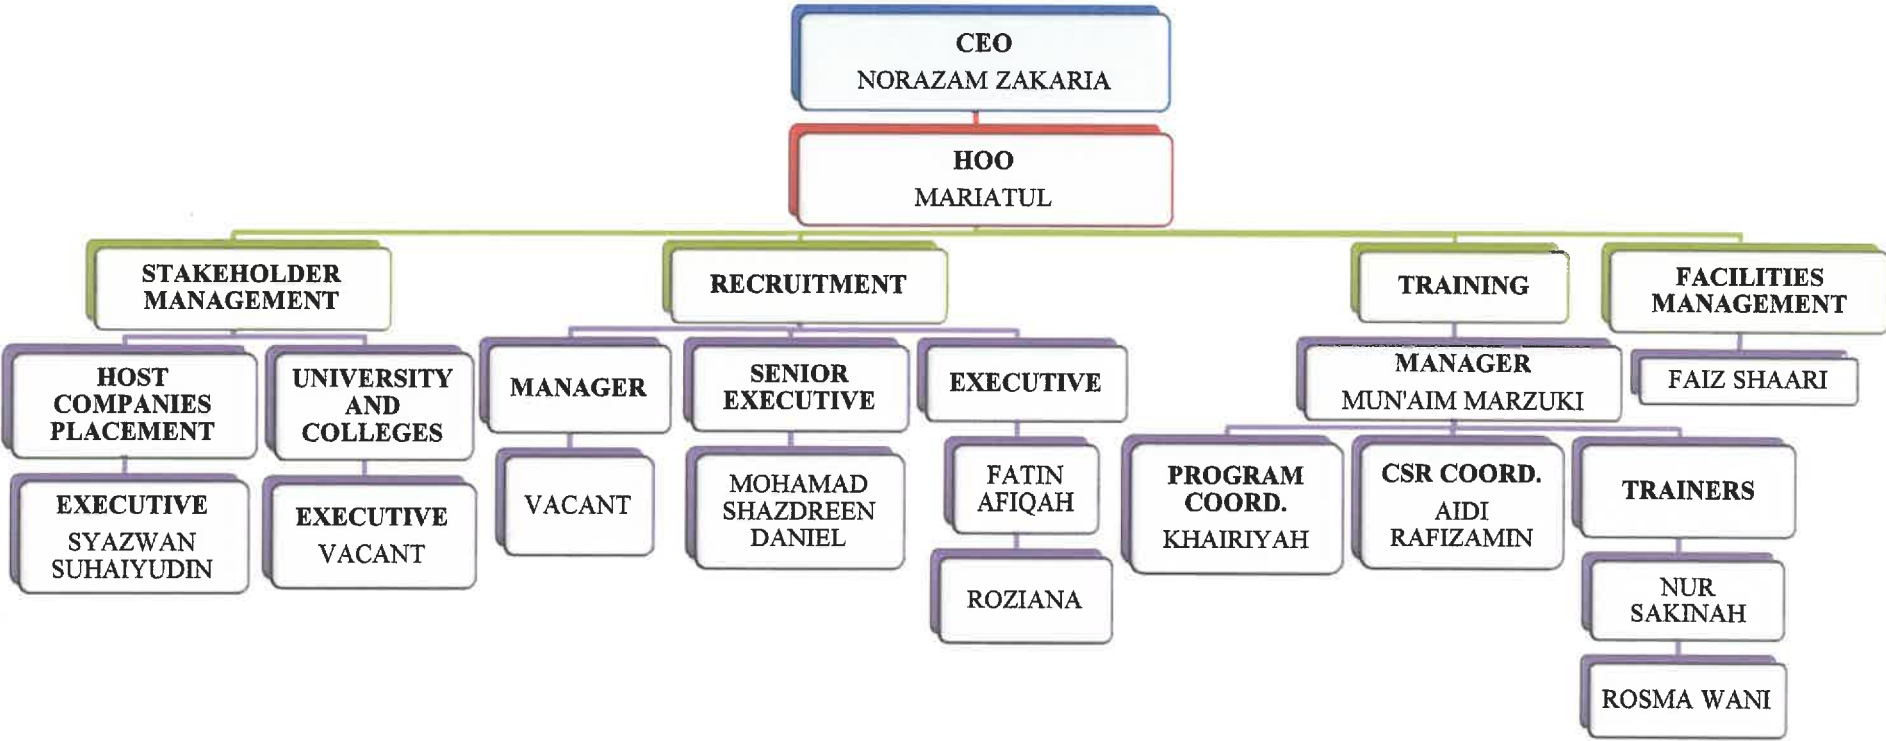 CEO
NORAZAM ZAKARIA
HOO
MARIATUL
STAKEHOLDER
MANAGEMENT
RECRUITMENT
TRAINING
FACILITIES
MANAGEMENT
HOST
COMPANIES
PLACEMENT
UNIVERSITY
AND
COLLEGES
MANAGER
SENIOR
EXECUTIVE
EXECUTIVE
MANAGER
MUN'AIM MARZUKI
FAIZ SHAARI
EXECUTIVE
SYAZWAN
SUHAIYUDIN
EXECUTIVE
VACANT
VACANT
MOHAMAD
SHAZDREEN
DANIEL
FATIN
AFIQAH
ROZIANA
PROGRAM
COORD.
KHAIRIYAH
CSR COORD.
AIDI
RAFIZAMIN
TRAINERS
NUR
SAKINAH
ROSMA WANI